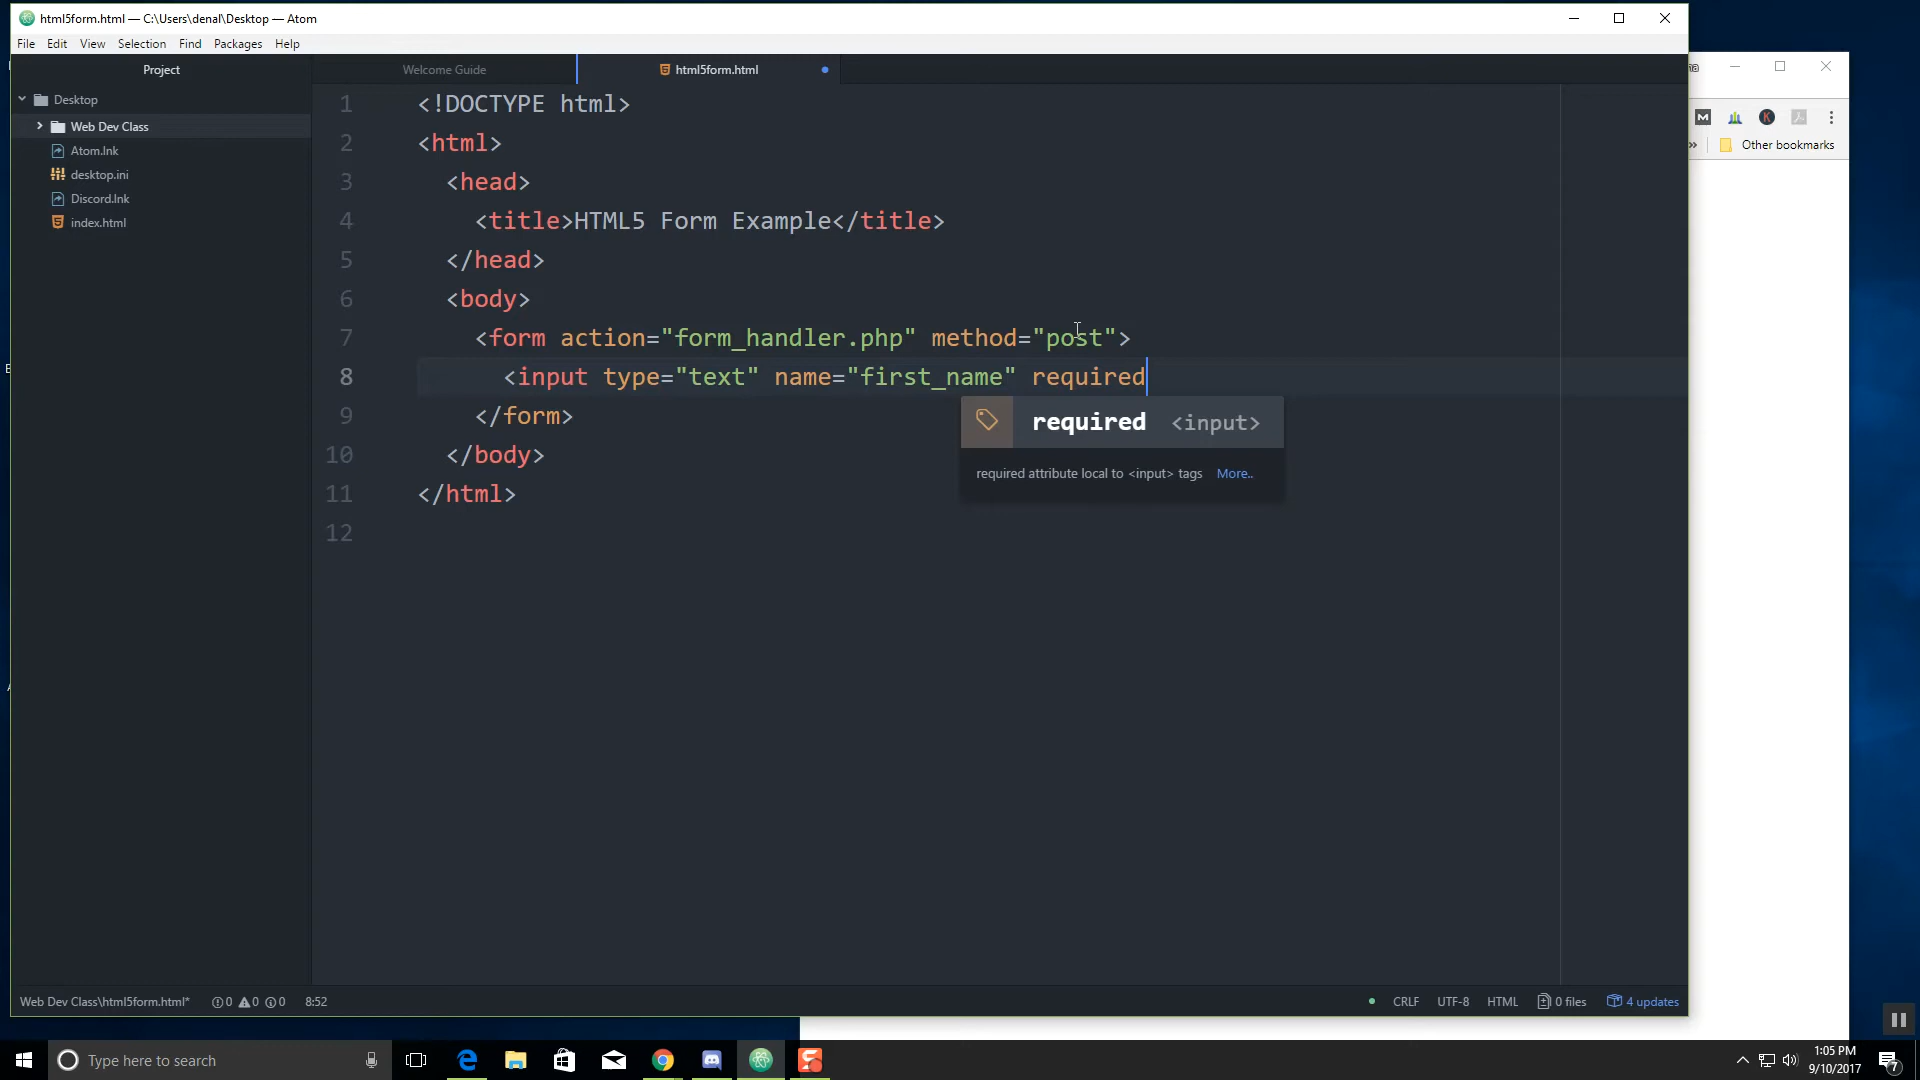 html5form.html — C:\Users\denal\Desktop — Atom
File Edit View Selection Find Packages Help
Project
Welcome Guide
html5form.html
Desktop
Web Dev Class
Atom.lnk
desktop.ini
Discord.lnk
index.html
1 <!DOCTYPE html>
2 <html>
3 <head>
4 <title>HTML5 Form Example</title>
5 </head>
6 <body>
7 <form action="form_handler.php" method="post">
8 <input type="text" name="first_name" required
9 </form>
10 </body>
11 </html>
12
required <input>
required attribute local to <input> tags More..
M
K
» Other bookmarks
Web Dev Class\html5form.html* 0 0 0 8:52
CRLF UTF-8 HTML 0 files 4 updates
Type here to search
1:05 PM
9/10/2017
7